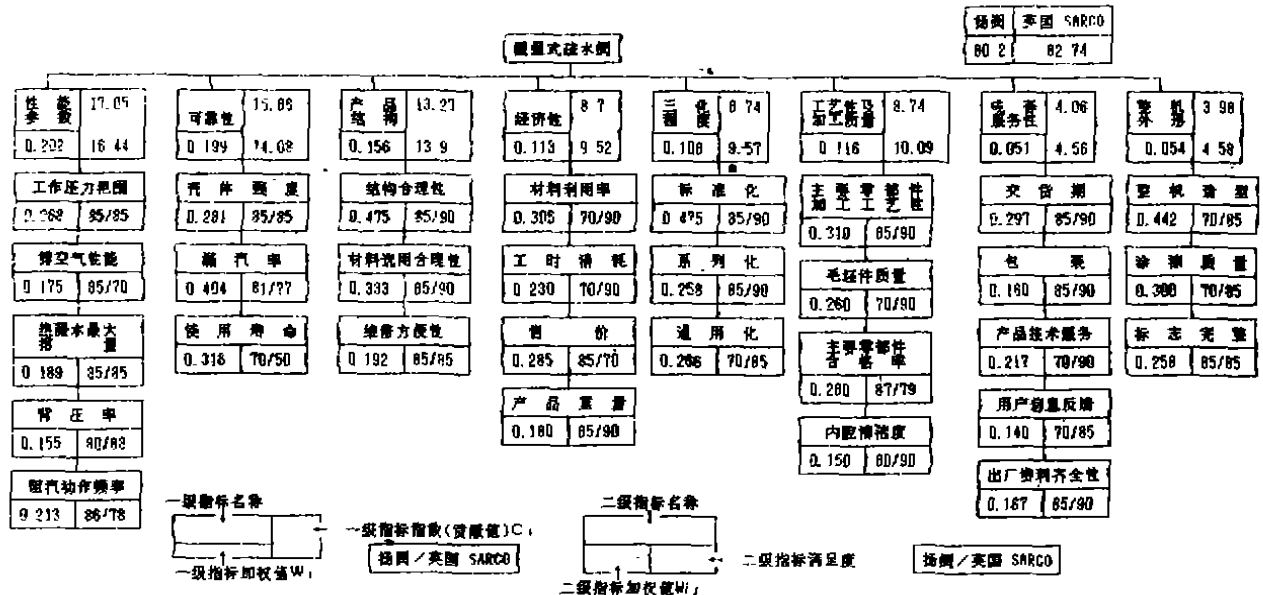 扬阀 英国 SARCO
80.2 82.74
式疏水阀
性能参数 17.05
0.202 16.44
工作压力范围
0.268 85/85
排空气性能
0.175 85/70
热凝水最大排量
0.189 85/85
背压率
0.155 80/88
阻汽动作频率
0.213 86/78
可靠性 15.86
0.199 14.08
壳体强度
0.281 85/85
漏汽率
0.404 81/77
使用寿命
0.316 70/50
产品结构 13.27
0.156 13.9
结构合理性
0.475 85/90
材料选用合理性
0.333 85/90
维修方便性
0.192 85/85
经济性 8.7
0.113 9.52
材料利用率
0.305 70/90
工时消耗
0.230 70/90
售价
0.285 85/70
产品重量
0.180 85/90
三化程度 8.74
0.108 9.57
标准化
0.475 85/90
系列化
0.258 85/90
通用化
0.266 70/85
工艺性及加工质量 8.74
0.116 10.09
主要零部件
加工工艺性
0.310 85/90
毛坯件质量
0.260 70/90
主要零部件
合格率
0.280 87/79
内腔清洁度
0.150 80/90
服务性 4.06
0.051 4.56
交货期
0.297 85/90
包装
0.160 85/90
产品技术服务
0.217 70/90
用户信息反馈
0.140 70/85
出厂资料齐全性
0.187 85/90
整机外形 3.98
0.054 4.58
整机造型
0.442 70/85
涂漆质量
0.300 70/85
标志完整
0.258 85/85
一级指标名称
一级指标指数(贡献值)Ci
一级指标加权值Wi
扬阀/英国 SARCO
二级指标名称
二级指标满足度
二级指标加权值Wij
扬阀/英国 SARCO